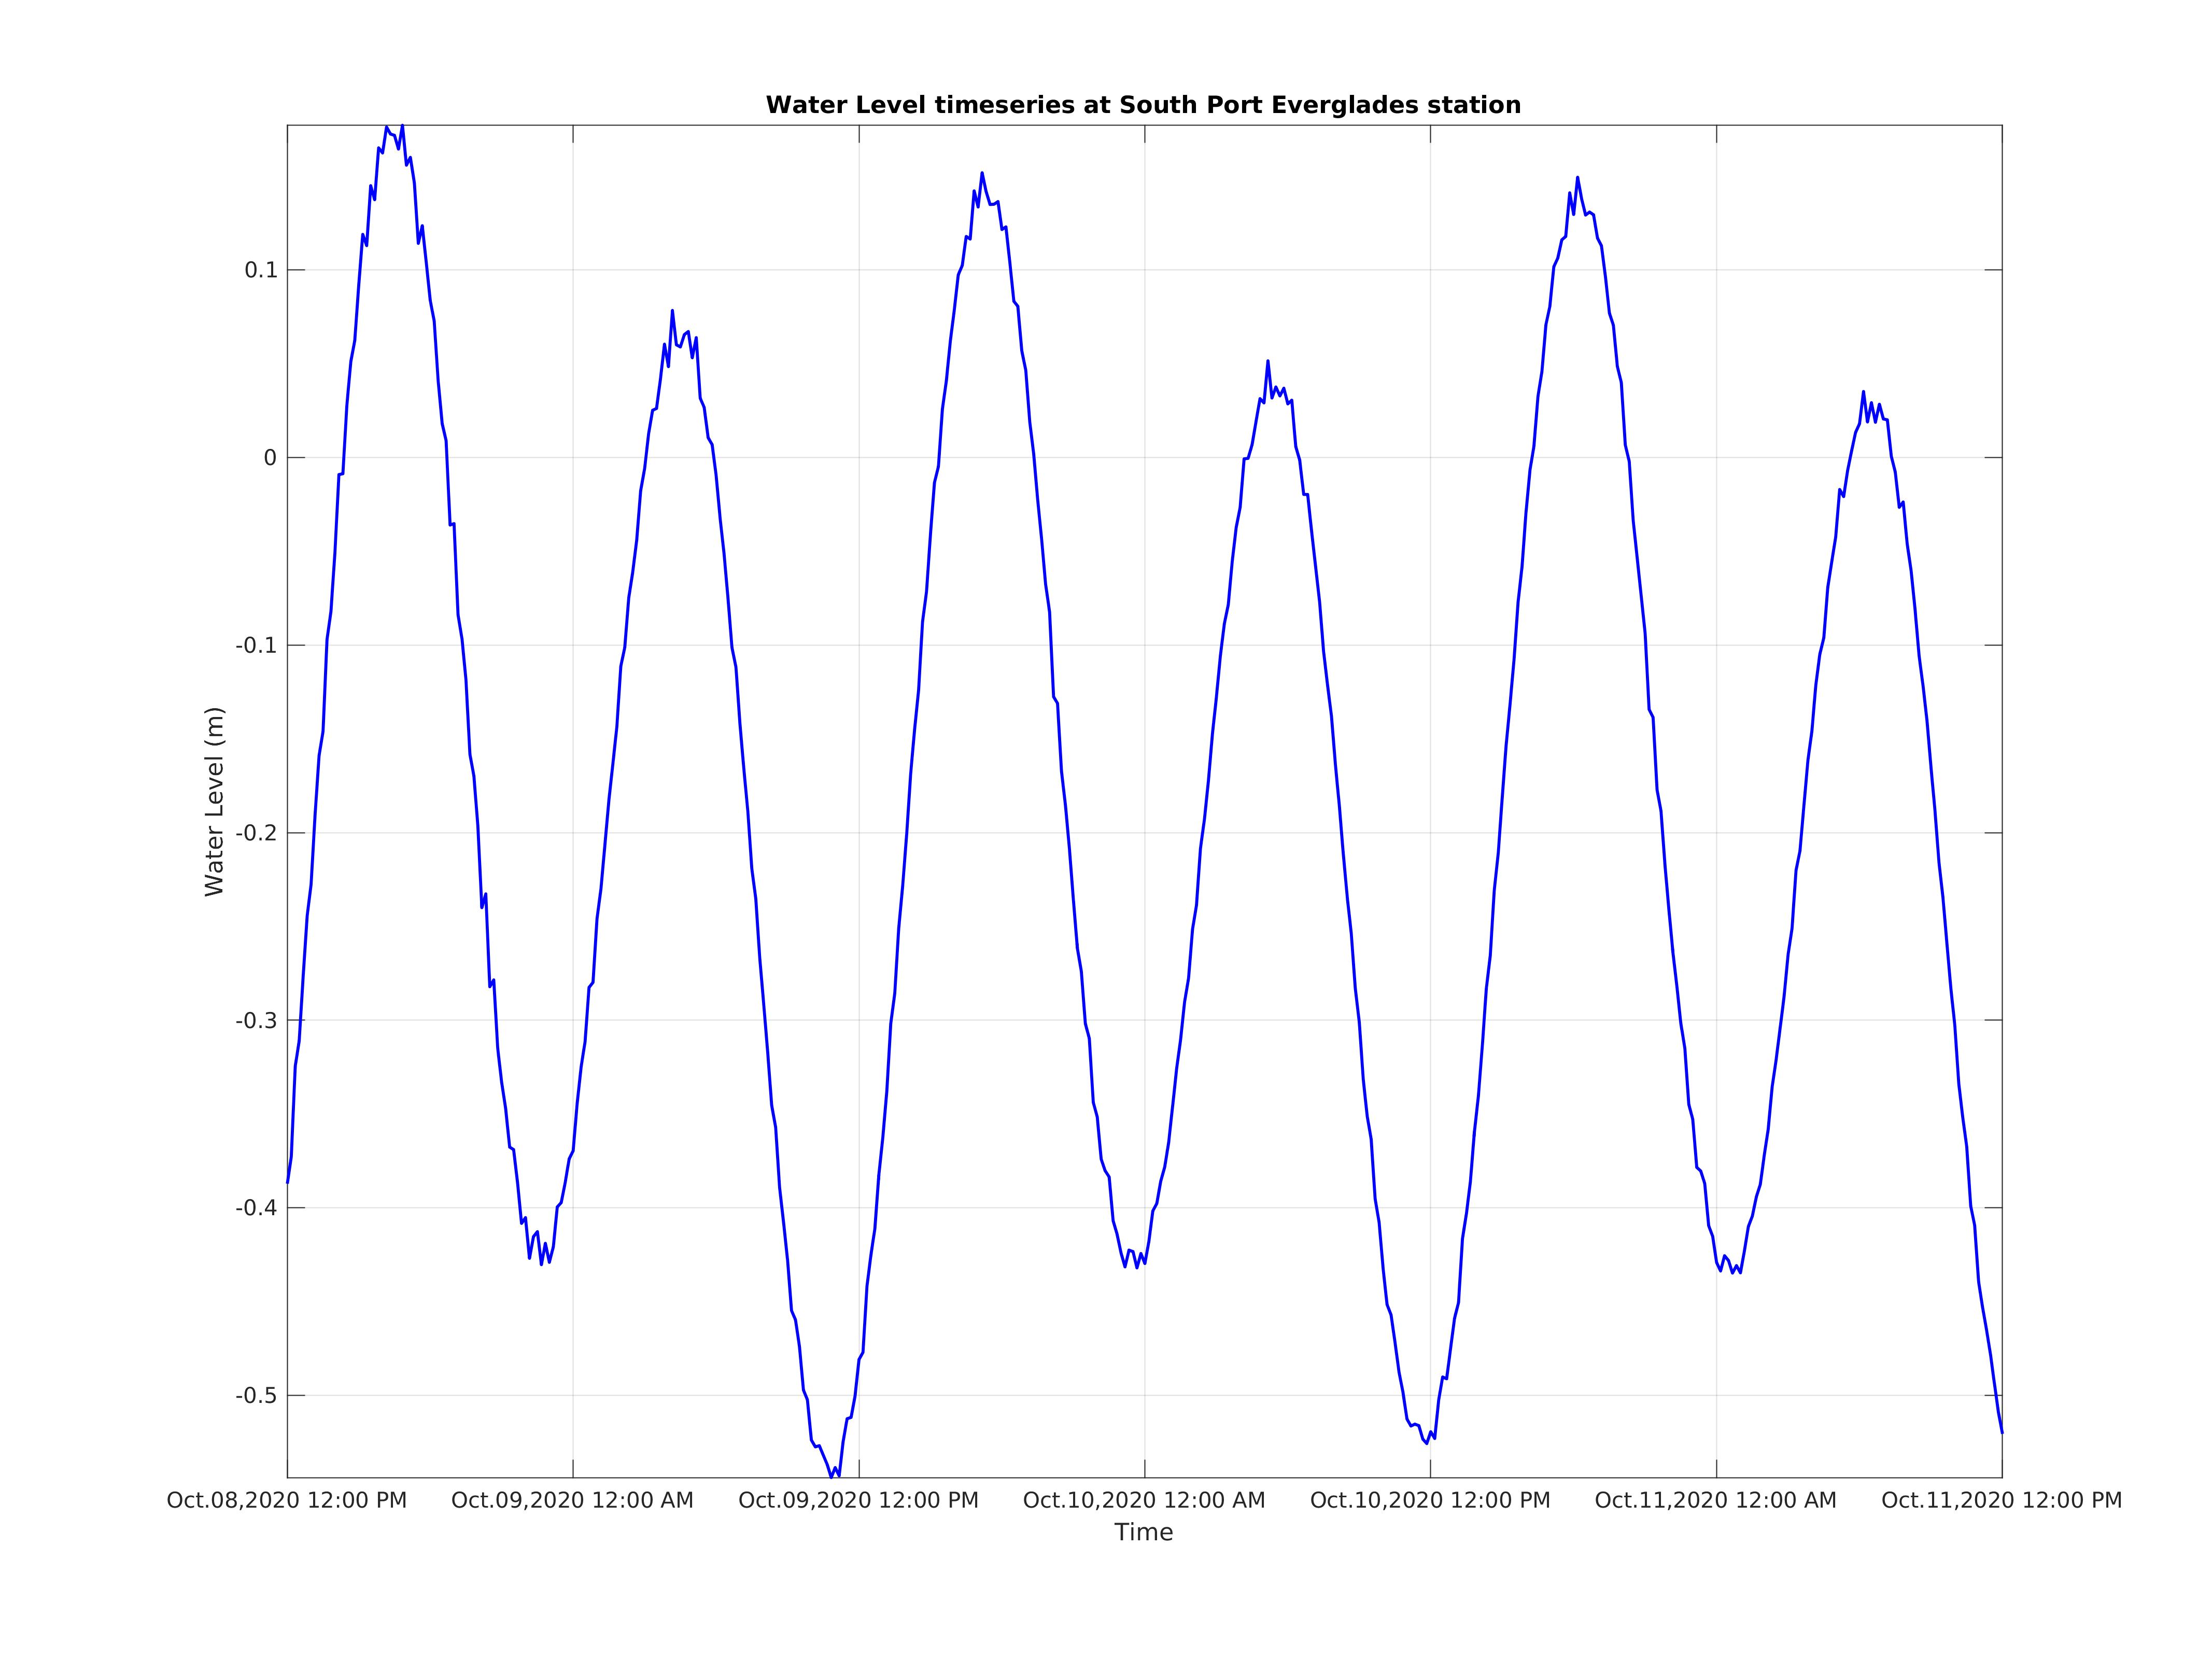 Water Level timeseries at South Port Everglades station
0.1
0
-0.1
-0.2
-0.3
-0.4
-0.5
Water Level (m)
Oct.08,2020 12:00 PM Oct.09,2020 12:00 AM Oct.09,2020 12:00 PM Oct.10,2020 12:00 AM Oct.10,2020 12:00 PM Oct.11,2020 12:00 AM Oct.11,2020 12:00 PM
Time